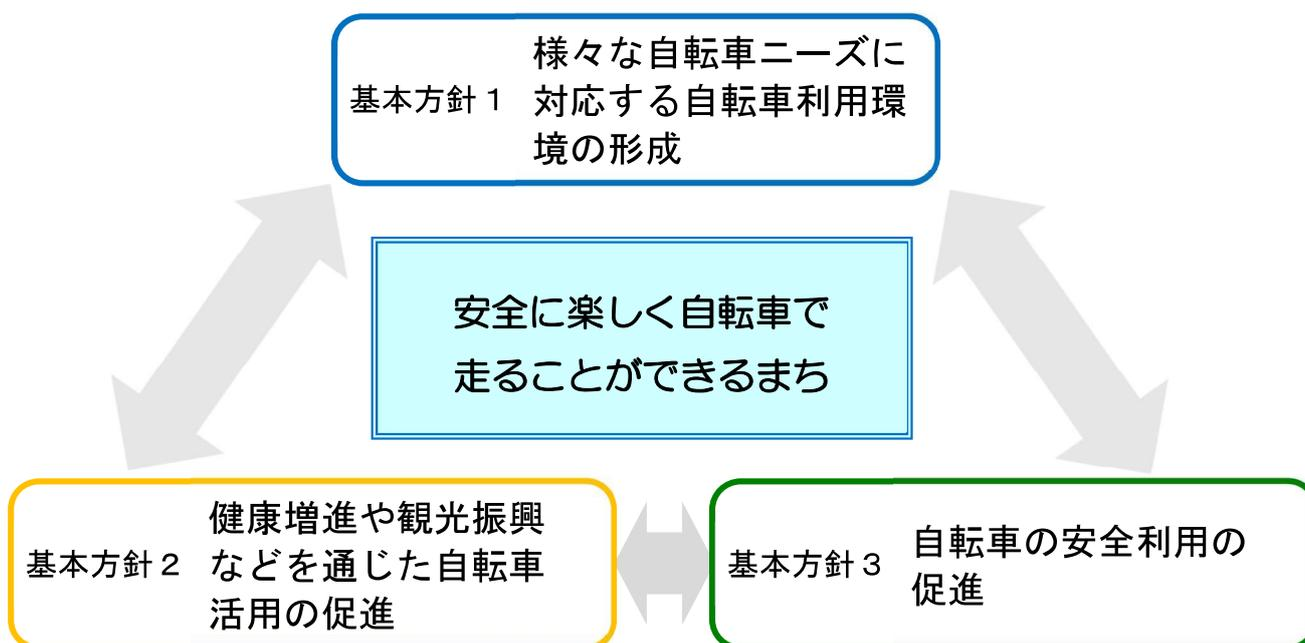 基本方針１
様々な自転車ニーズに
対応する自転車利用環
境の形成
安全に楽しく自転車で
走ることができるまち
基本方針２
健康増進や観光振興
などを通じた自転車
活用の促進
基本方針３
自転車の安全利用の
促進